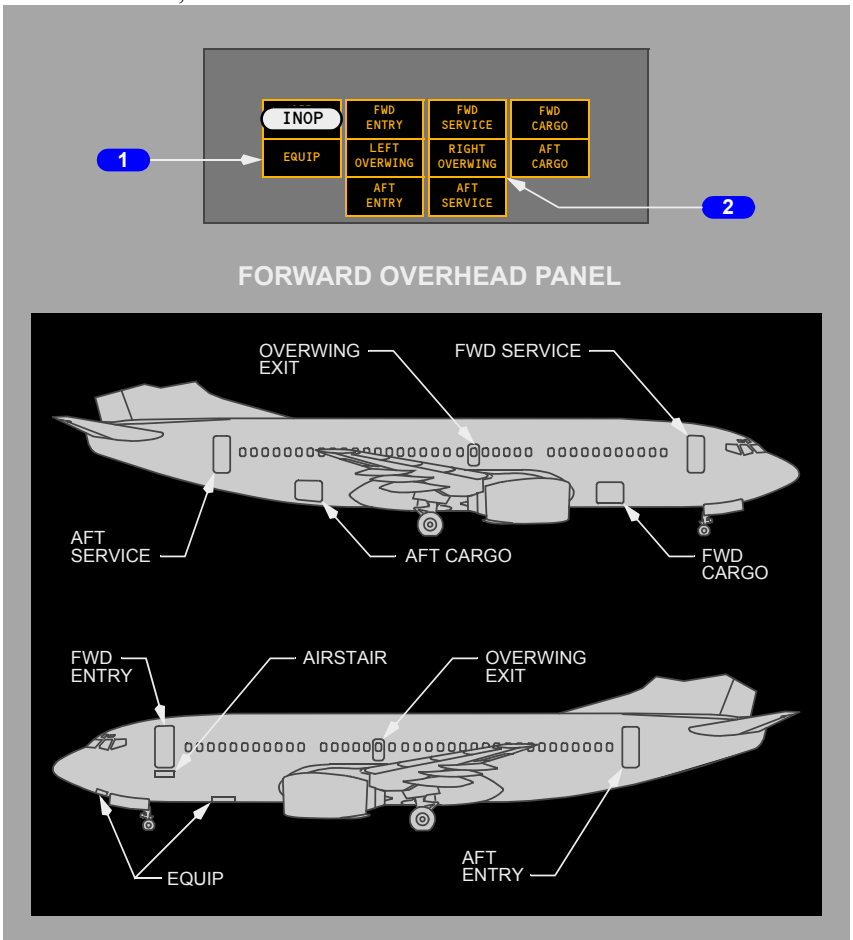 INOP
FWD
ENTRY
FWD
SERVICE
FWD
CARGO
EQUIP
LEFT
OVERWING
RIGHT
OVERWING
AFT
CARGO
AFT
ENTRY
AFT
SERVICE
1
2
FORWARD OVERHEAD PANEL
OVERWING
EXIT
FWD SERVICE
AFT
SERVICE
AFT CARGO
FWD
CARGO
FWD
ENTRY
AIRSTAIR
OVERWING
EXIT
EQUIP
AFT
ENTRY